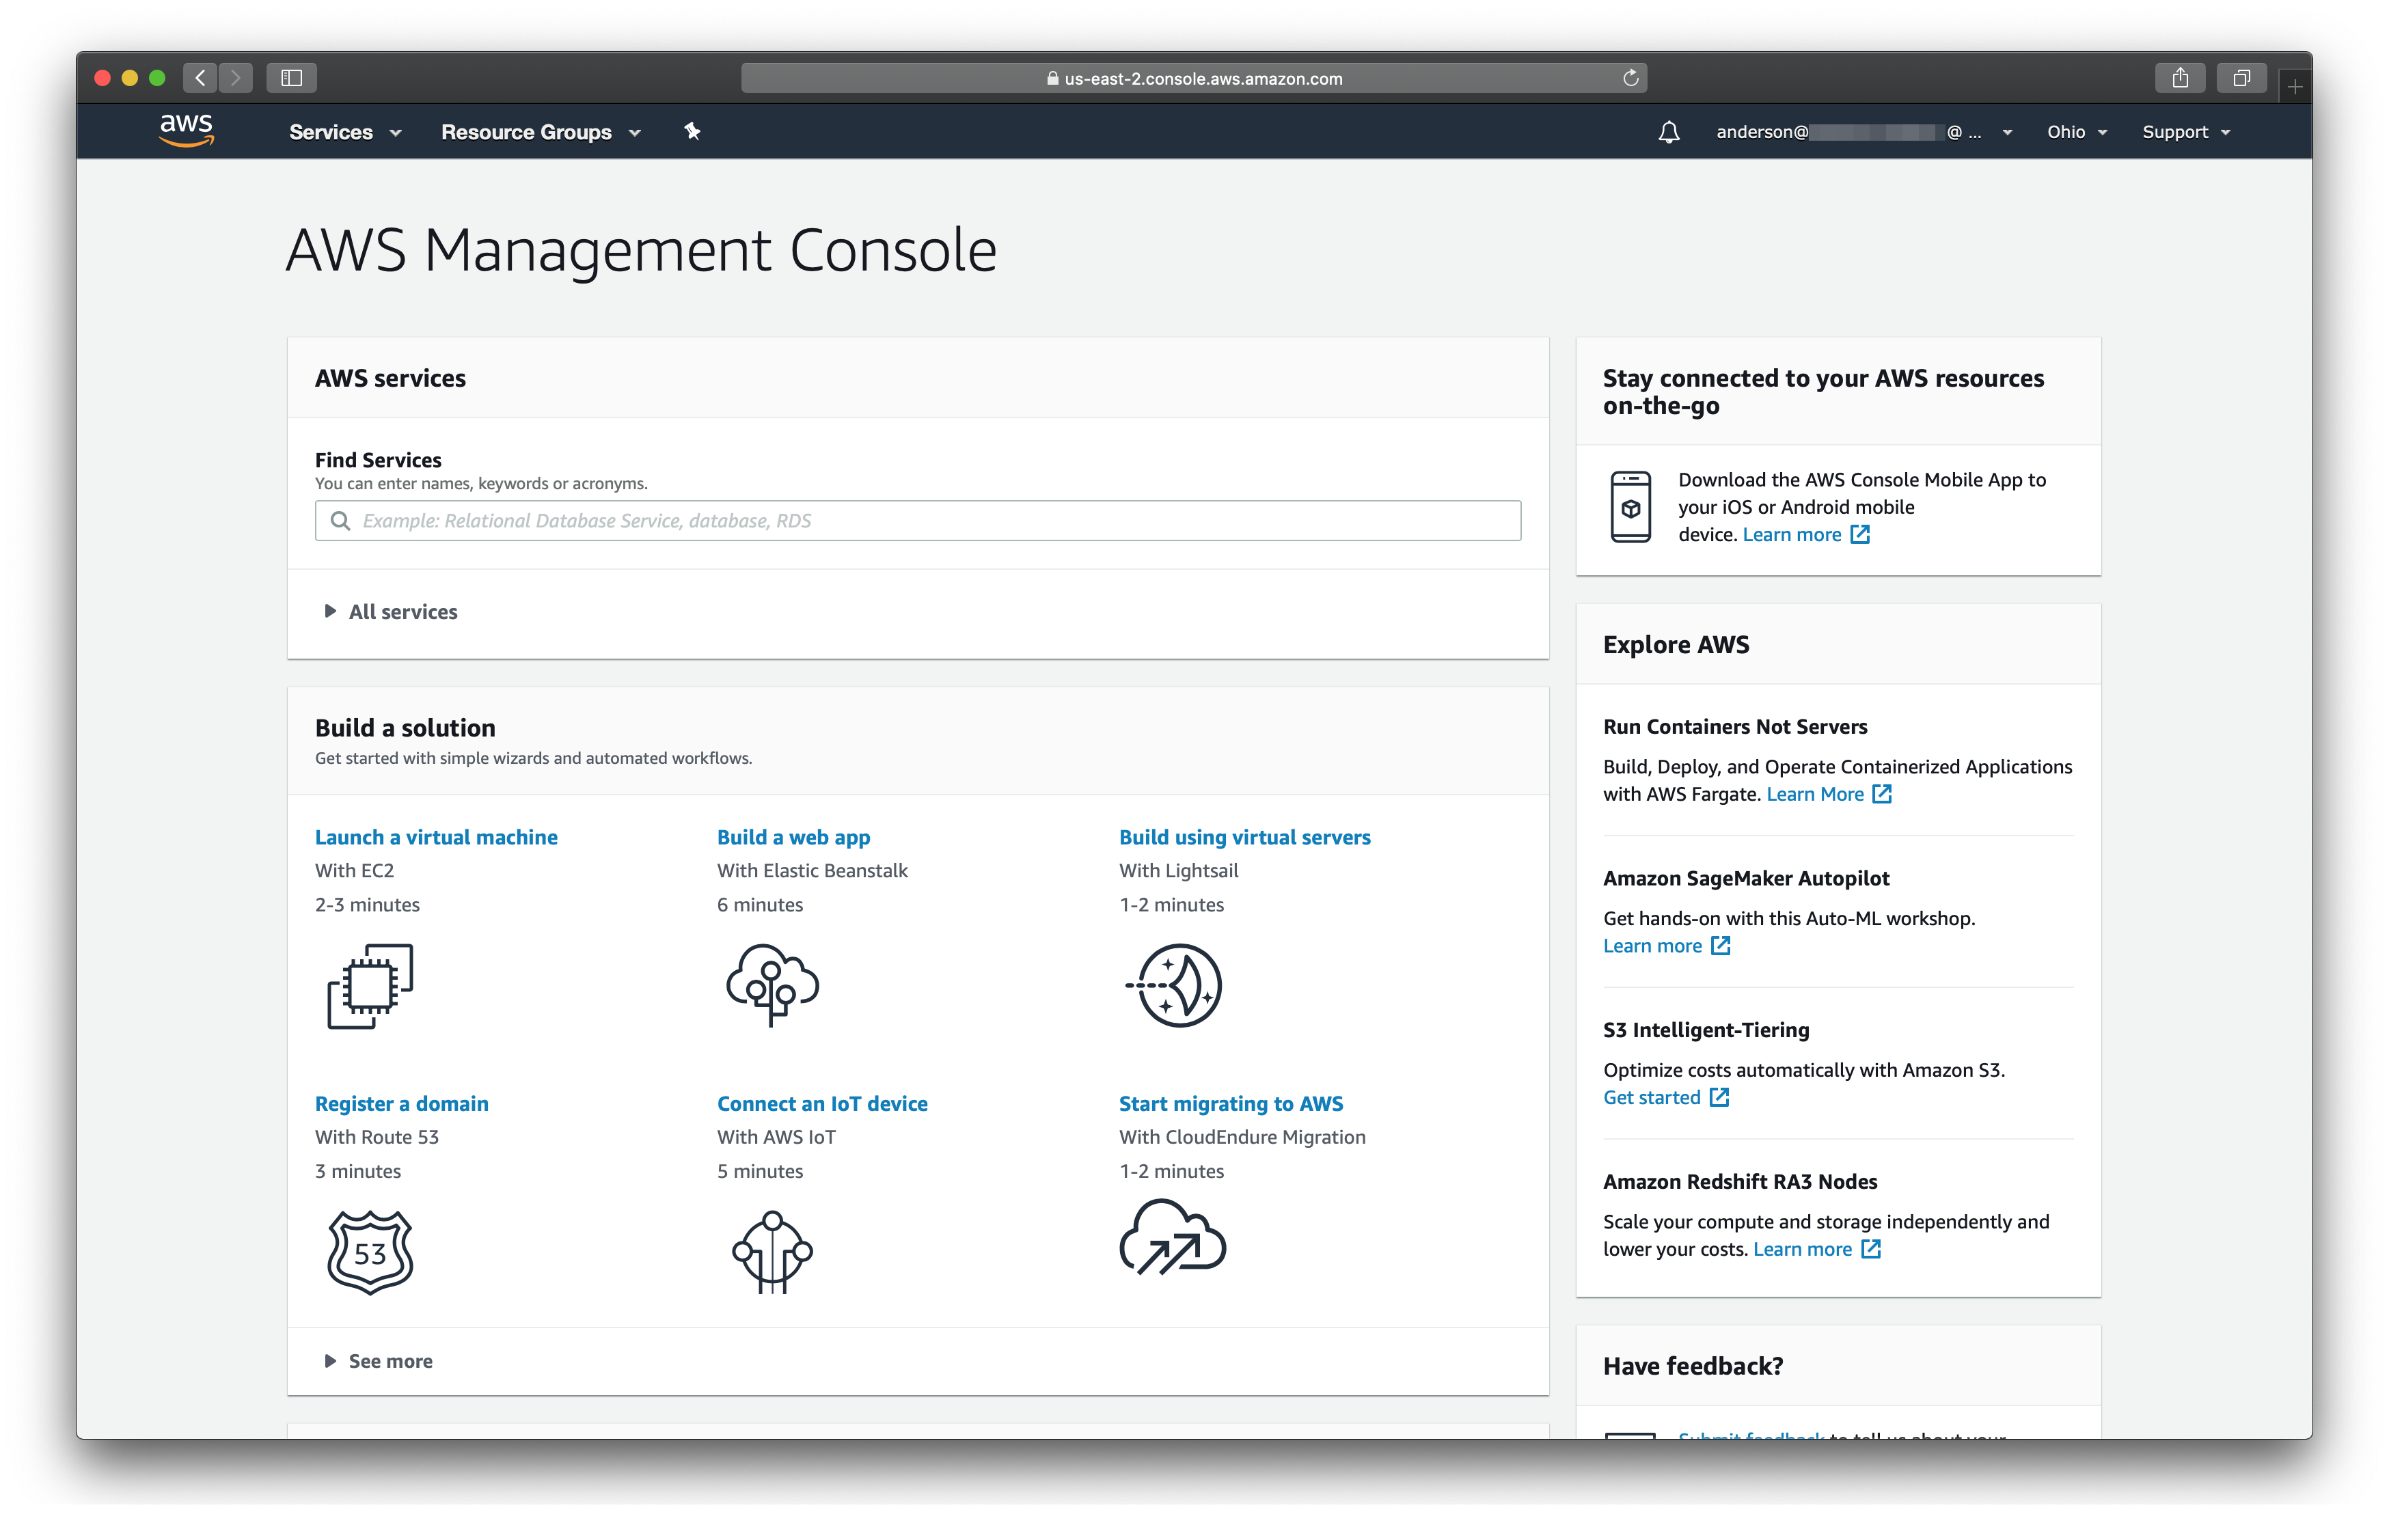 us-east-2.console.aws.amazon.com
aws
Services
Resource Groups
anderson@ @ ...
Ohio
Support
AWS Management Console
AWS services
Find Services
You can enter names, keywords or acronyms.
Example: Relational Database Service, database, RDS
All services
Build a solution
Get started with simple wizards and automated workflows.
Launch a virtual machine
With EC2
2-3 minutes
Build a web app
With Elastic Beanstalk
6 minutes
Build using virtual servers
With Lightsail
1-2 minutes
Register a domain
With Route 53
3 minutes
53
Connect an IoT device
With AWS IoT
5 minutes
Start migrating to AWS
With CloudEndure Migration
1-2 minutes
See more
Stay connected to your AWS resources
on-the-go
Download the AWS Console Mobile App to
your iOS or Android mobile
device. Learn more
Explore AWS
Run Containers Not Servers
Build, Deploy, and Operate Containerized Applications
with AWS Fargate. Learn More
Amazon SageMaker Autopilot
Get hands-on with this Auto-ML workshop.
Learn more
S3 Intelligent-Tiering
Optimize costs automatically with Amazon S3.
Get started
Amazon Redshift RA3 Nodes
Scale your compute and storage independently and
lower your costs. Learn more
Have feedback?
Submit feedback to tell us about your